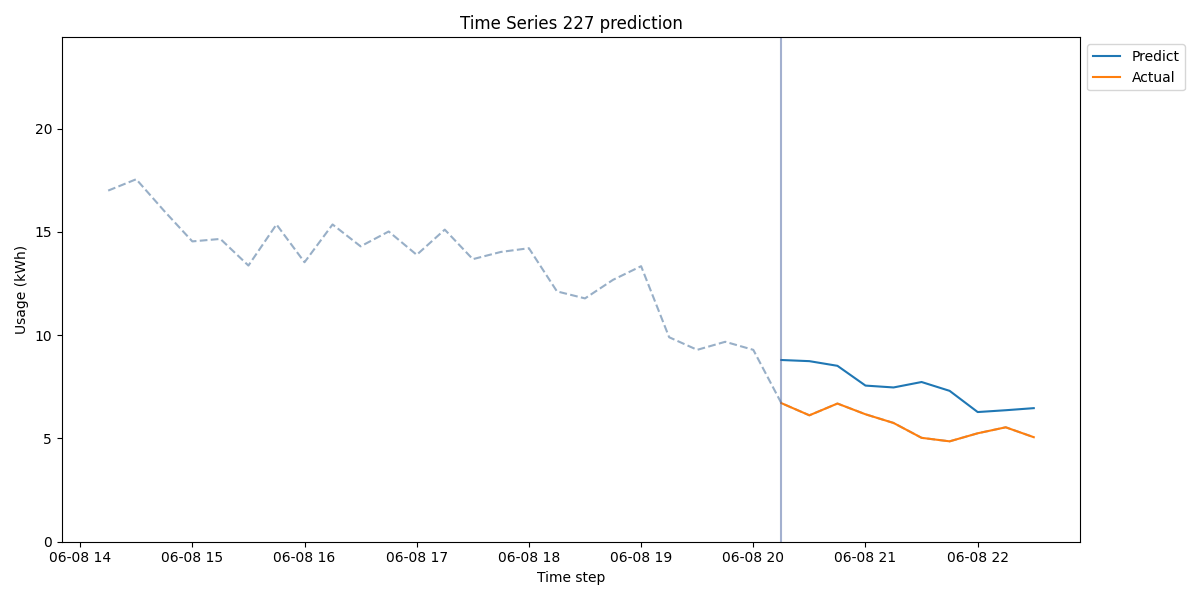 Time Series 227 prediction
Predict
Actual
Usage (kWh)
20
15
10
5
0
06-08 14 06-08 15 06-08 16 06-08 17 06-08 18 06-08 19 06-08 20 06-08 21 06-08 22
Time step